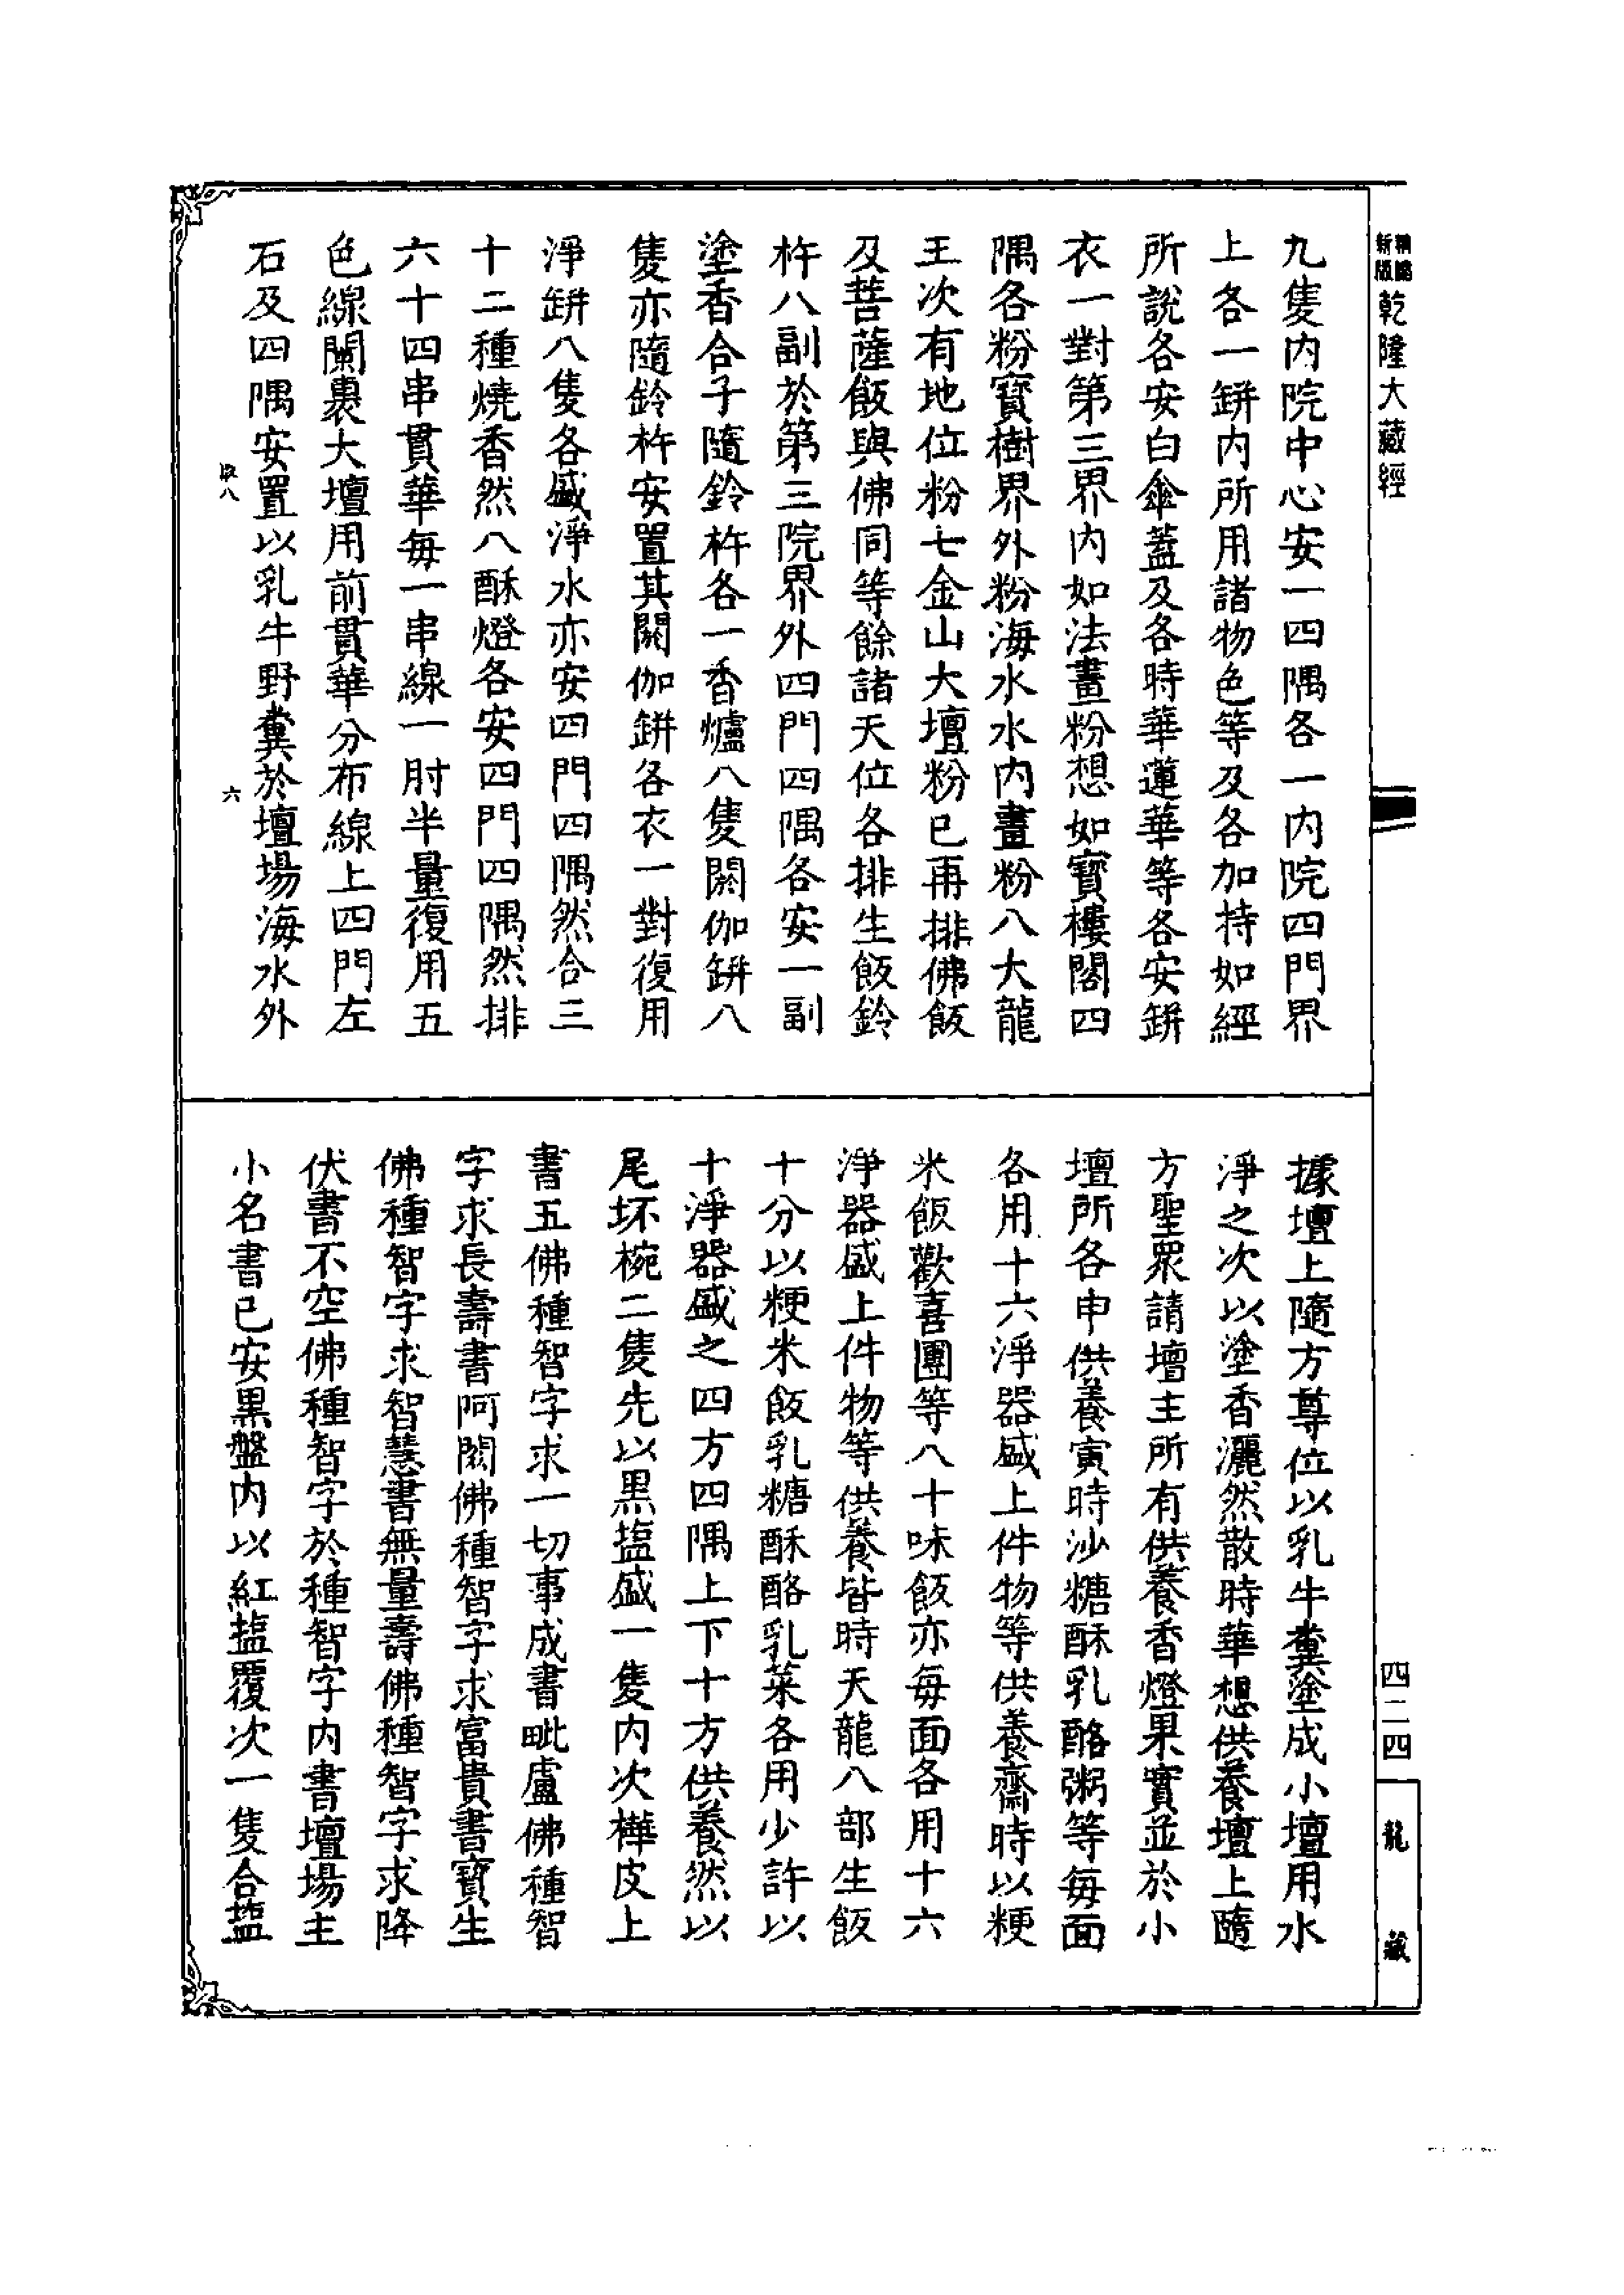 新版
乾隆大藏經
九隻内院中心安一四隅各一内院四門界
上各一缾内所用諸物色等及各加持如經
所說各安白傘蓋及各時華蓮華等各安缾
衣一對第三界内如法畫粉想如寶樓閣四
隅各粉寶樹界外粉海水水内畫粉八大龍
王次有地位粉七金山大壇粉已再排佛飯
及菩薩飯與佛同等餘諸天位各排生飯鈴
杵八副於第三院界外四門四隅各安一副
塗香合子隨鈴杵各一香爐八隻閼伽缾八
隻亦隨鈴杵安置其閼伽缾各衣一對復用
淨缾八隻各盛淨水亦安四門四隅然合三
十二種燒香然八酥燈各安四門四隅然排
六十四串貫華每一串線一肘半量復用五
色線闌裹大壇用前貫華分布線上四門左
石及四隅安置以乳牛野糞於壇場海水外
八
六
據壇上隨方尊位以乳牛糞塗成小壇用水
淨之次以塗香灑然散時華想供養壇上隨
方聖眾請壇主所有供養香燈果實並於小
壇所各申供養寅時沙糖酥乳酪粥等每面
各用十六淨器盛上件物等供養齋時以粳
米飯歡喜團等八十味飯亦每面各用十六
淨器盛上件物等供養皆時天龍八部生飯
十分以粳米飯乳糖酥酪乳菜各用少許以
十淨器盛之四方四隅上下十方供養然以
尾坏椀二隻先以黑塩盛一隻内次樺皮上
書五佛種智字求一切事成書毗盧佛種智
字求長壽書阿閦佛種智字求富貴書寶生
佛種智字求智慧書無量壽佛種智字求降
伏書不空佛種智字於種智字内書壇場主
小名書已安黑盤内以紅塩覆次一隻合塩
四二四
龍
藏